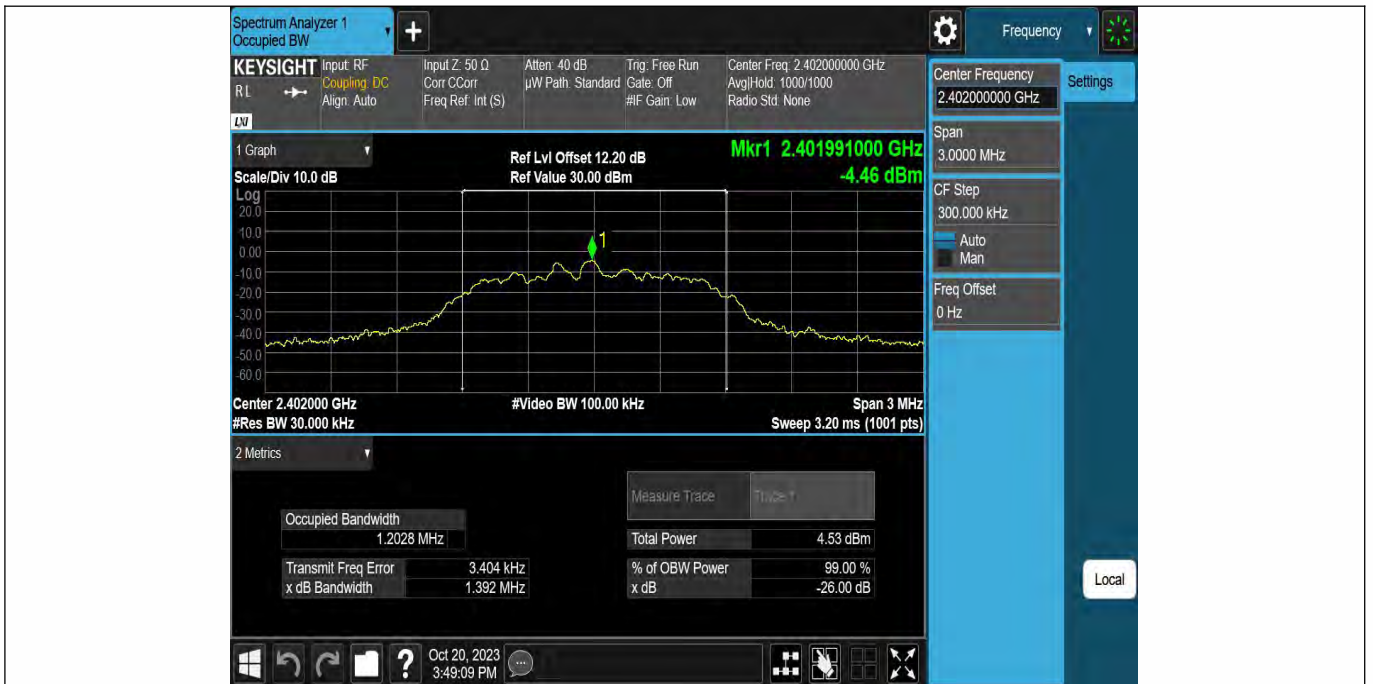 Spectrum Analyzer 1
Occupied BW
+
Frequency
KEYSIGHT
RL
LXI
Input: RF
Coupling: DC
Align: Auto
Input Z: 50 Ω
Corr CCorr
Freq Ref: Int (S)
Atten: 40 dB
µW Path: Standard
Trig: Free Run
Gate: Off
#IF Gain: Low
Center Freq: 2.402000000 GHz
Avg|Hold: 1000/1000
Radio Std: None
Center Frequency
2.402000000 GHz
Settings
Span
3.0000 MHz
CF Step
300.000 kHz
Auto
Man
Freq Offset
0 Hz
Local
1 Graph
Scale/Div 10.0 dB
Ref Lvl Offset 12.20 dB
Ref Value 30.00 dBm
Mkr1 2.401991000 GHz
-4.46 dBm
Log
20.0
10.0
0.00
-10.0
-20.0
-30.0
-40.0
-50.0
-60.0
1
Center 2.402000 GHz
#Res BW 30.000 kHz
#Video BW 100.00 kHz
Span 3 MHz
Sweep 3.20 ms (1001 pts)
2 Metrics
Measure Trace
Trace 1
Occupied Bandwidth
1.2028 MHz
Total Power 4.53 dBm
Transmit Freq Error 3.404 kHz
% of OBW Power 99.00 %
x dB Bandwidth 1.392 MHz
x dB -26.00 dB
?
Oct 20, 2023
3:49:09 PM